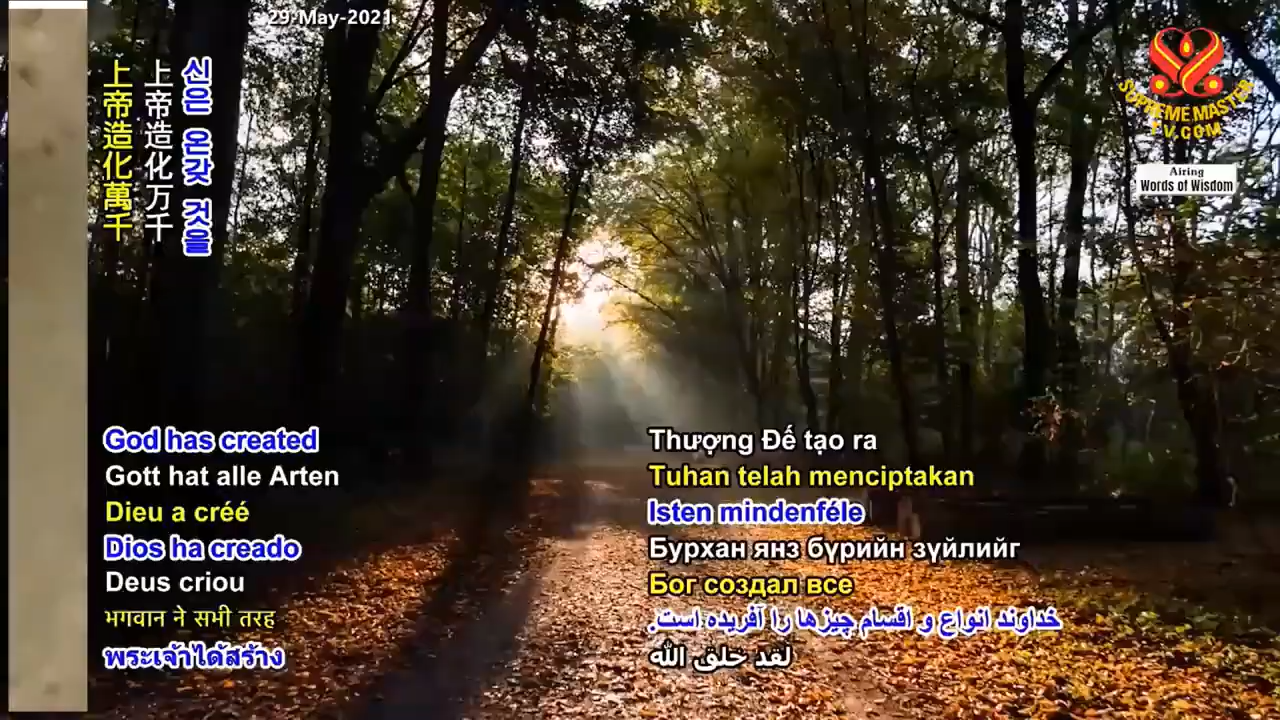 29-May-2021
上帝造化萬千
上帝造化万千
신은 온갖 것을
SUPREME MASTER
TV.COM
Airing
Words of Wisdom
God has created
Gott hat alle Arten
Dieu a créé
Dios ha creado
Deus criou
भगवान ने सभी तरह
พระเจ้าได้สร้าง
Thượng Đế tạo ra
Tuhan telah menciptakan
Isten mindenféle
Бурхан янз бүрийн зүйлийг
Бог создал все
خداوند انواع و اقسام چیزها را آفریده است.
لقد خلق الله